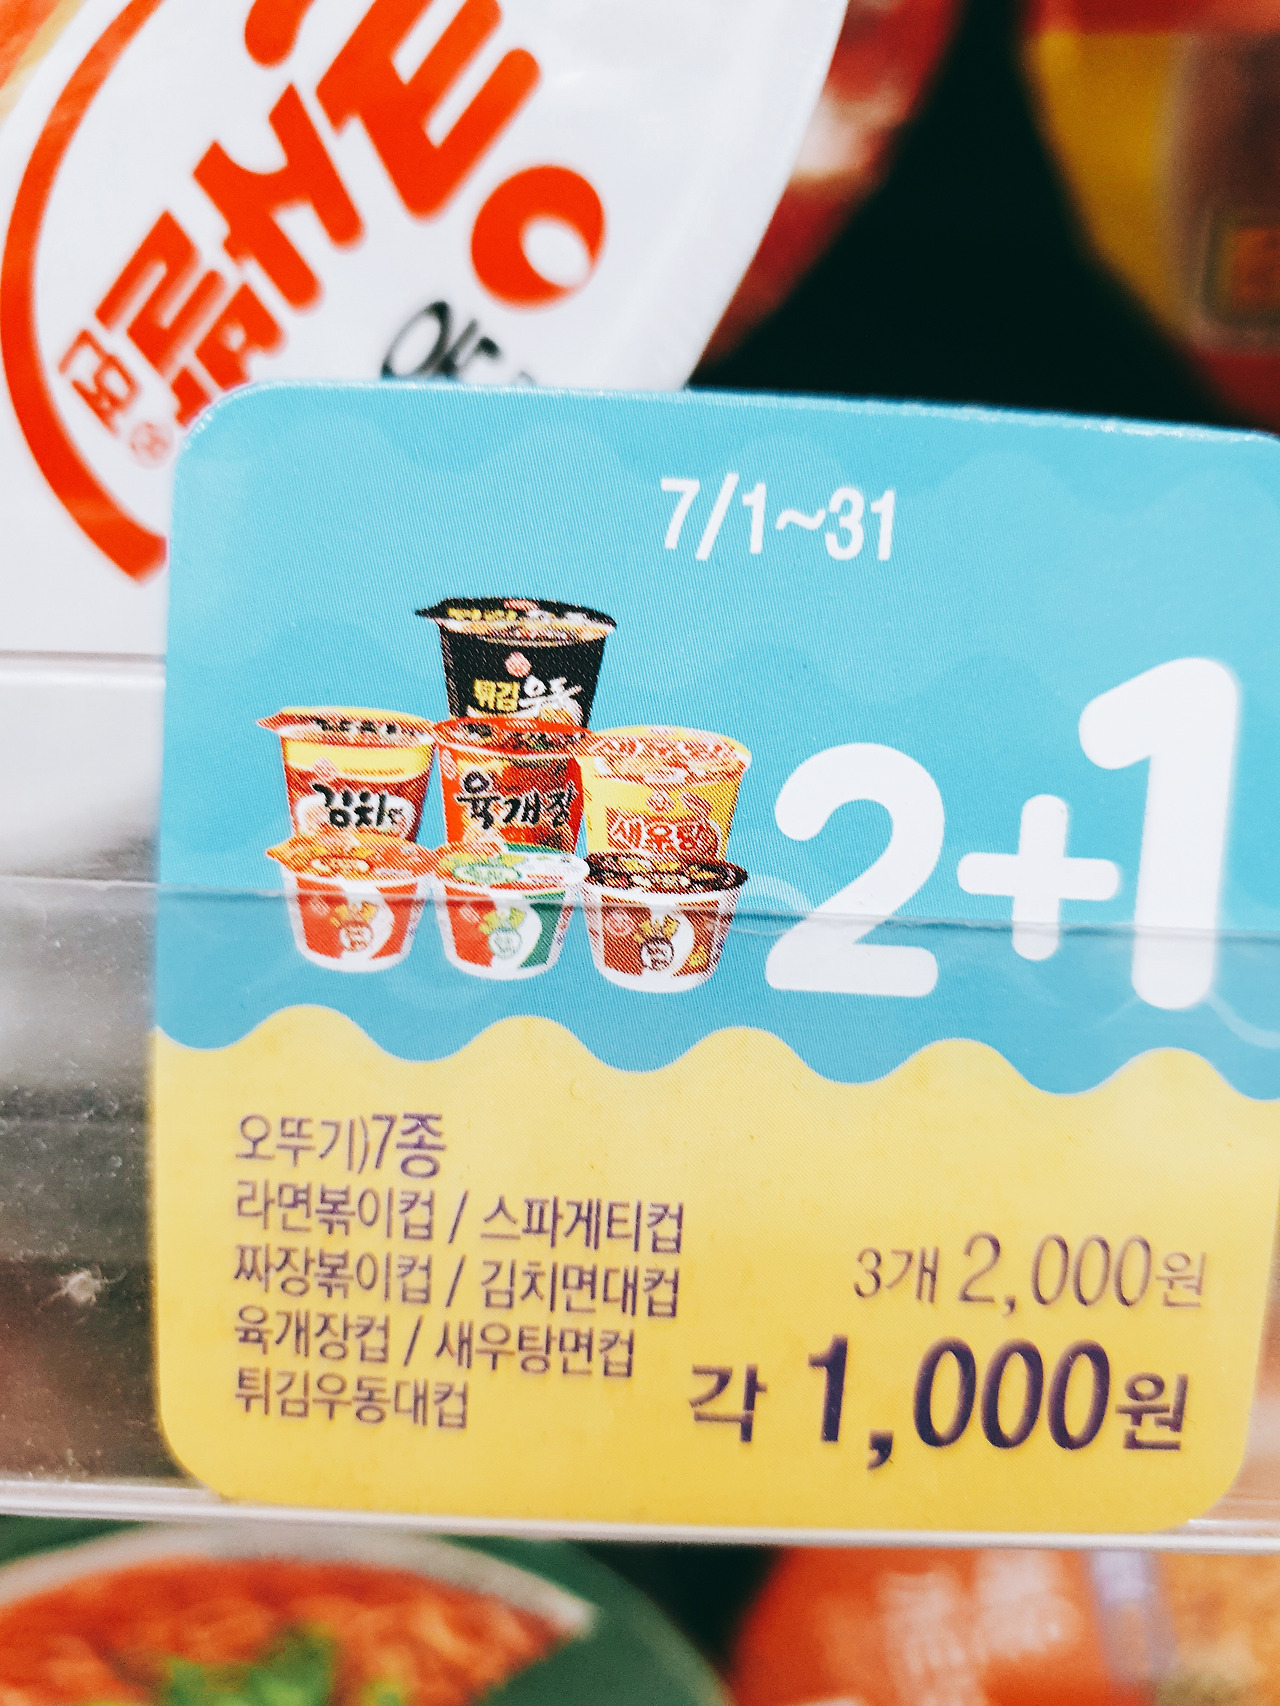 7/1~31
튀김우동
김치면
육개장
새우탕
2+1
오뚜기)7종
라면볶이컵 / 스파게티컵
짜장볶이컵 / 김치면대컵
육개장컵 / 새우탕면컵
튀김우동대컵
3개 2,000원
각 1,000원